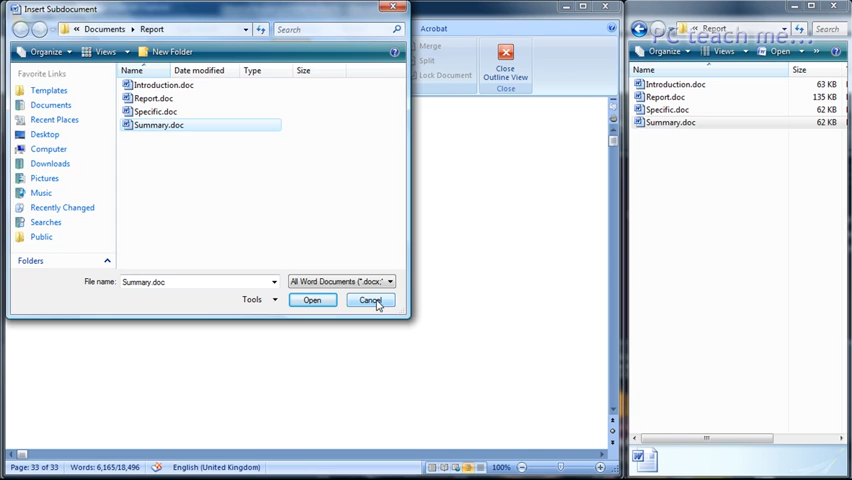 Insert Subdocument
« Documents ▸ Report
Search
Organize
Views
New Folder
Favorite Links
Templates
Documents
Recent Places
Desktop
Computer
Downloads
Pictures
Music
Recently Changed
Searches
Public
Folders
Name
Date modified
Type
Size
Introduction.doc
Report.doc
Specific.doc
Summary.doc
File name:
Summary.doc
All Word Documents (*.docx;*
Tools
Open
Cancel
Acrobat
Merge
Split
Lock Document
Close
Outline View
Close
Page: 33 of 33
Words: 6,165/18,496
English (United Kingdom)
100%
« Report
Search
PC teach me...
Organize
Views
Open
»
Name
Size
Introduction.doc 63 KB
Report.doc 135 KB
Specific.doc 62 KB
Summary.doc 62 KB